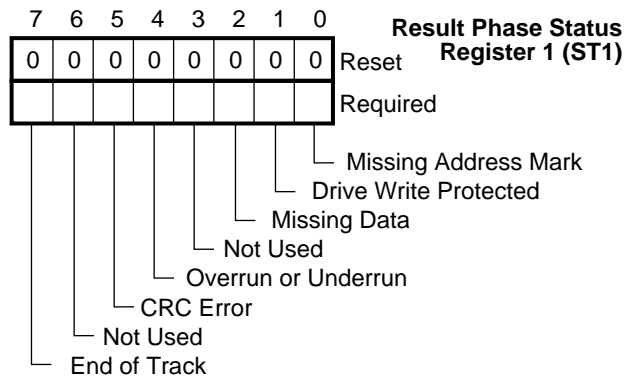 7 6 5 4 3 2 1 0
Result Phase Status
Register 1 (ST1)
0 0 0 0 0 0 0 0 Reset
Required
Missing Address Mark
Drive Write Protected
Missing Data
Not Used
Overrun or Underrun
CRC Error
Not Used
End of Track